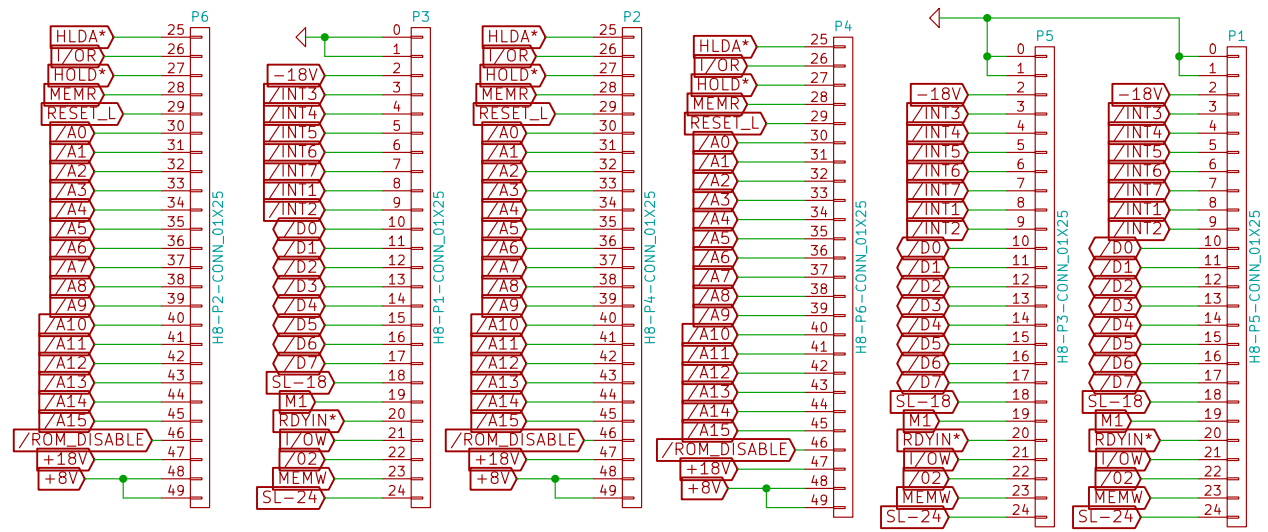 P6
HLDA* 25
I/OR 26
HOLD* 27
MEMR 28
RESET_L 29
/A0 30
/A1 31
/A2 32
/A3 33
/A4 34
/A5 35
/A6 36
/A7 37
/A8 38
/A9 39
/A10 40
/A11 41
/A12 42
/A13 43
/A14 44
/A15 45
/ROM_DISABLE 46
+18V 47
+8V 48
49
H8-P2-CONN_01X25
P3
0
1
-18V 2
/INT3 3
/INT4 4
/INT5 5
/INT6 6
/INT7 7
/INT1 8
/INT2 9
/D0 10
/D1 11
/D2 12
/D3 13
/D4 14
/D5 15
/D6 16
/D7 17
SL-18 18
M1 19
RDYIN* 20
I/OW 21
/O2 22
MEMW 23
SL-24 24
H8-P1-CONN_01X25
P2
HLDA* 25
I/OR 26
HOLD* 27
MEMR 28
RESET_L 29
/A0 30
/A1 31
/A2 32
/A3 33
/A4 34
/A5 35
/A6 36
/A7 37
/A8 38
/A9 39
/A10 40
/A11 41
/A12 42
/A13 43
/A14 44
/A15 45
/ROM_DISABLE 46
+18V 47
+8V 48
49
H8-P4-CONN_01X25
P4
HLDA* 25
I/OR 26
HOLD* 27
MEMR 28
RESET_L 29
/A0 30
/A1 31
/A2 32
/A3 33
/A4 34
/A5 35
/A6 36
/A7 37
/A8 38
/A9 39
/A10 40
/A11 41
/A12 42
/A13 43
/A14 44
/A15 45
/ROM_DISABLE 46
+18V 47
+8V 48
49
H8-P6-CONN_01X25
P5
0
1
-18V 2
/INT3 3
/INT4 4
/INT5 5
/INT6 6
/INT7 7
/INT1 8
/INT2 9
/D0 10
/D1 11
/D2 12
/D3 13
/D4 14
/D5 15
/D6 16
/D7 17
SL-18 18
M1 19
RDYIN* 20
I/OW 21
/O2 22
MEMW 23
SL-24 24
H8-P3-CONN_01X25
P1
0
1
-18V 2
/INT3 3
/INT4 4
/INT5 5
/INT6 6
/INT7 7
/INT1 8
/INT2 9
/D0 10
/D1 11
/D2 12
/D3 13
/D4 14
/D5 15
/D6 16
/D7 17
SL-18 18
M1 19
RDYIN* 20
I/OW 21
/O2 22
MEMW 23
SL-24 24
H8-P5-CONN_01X25